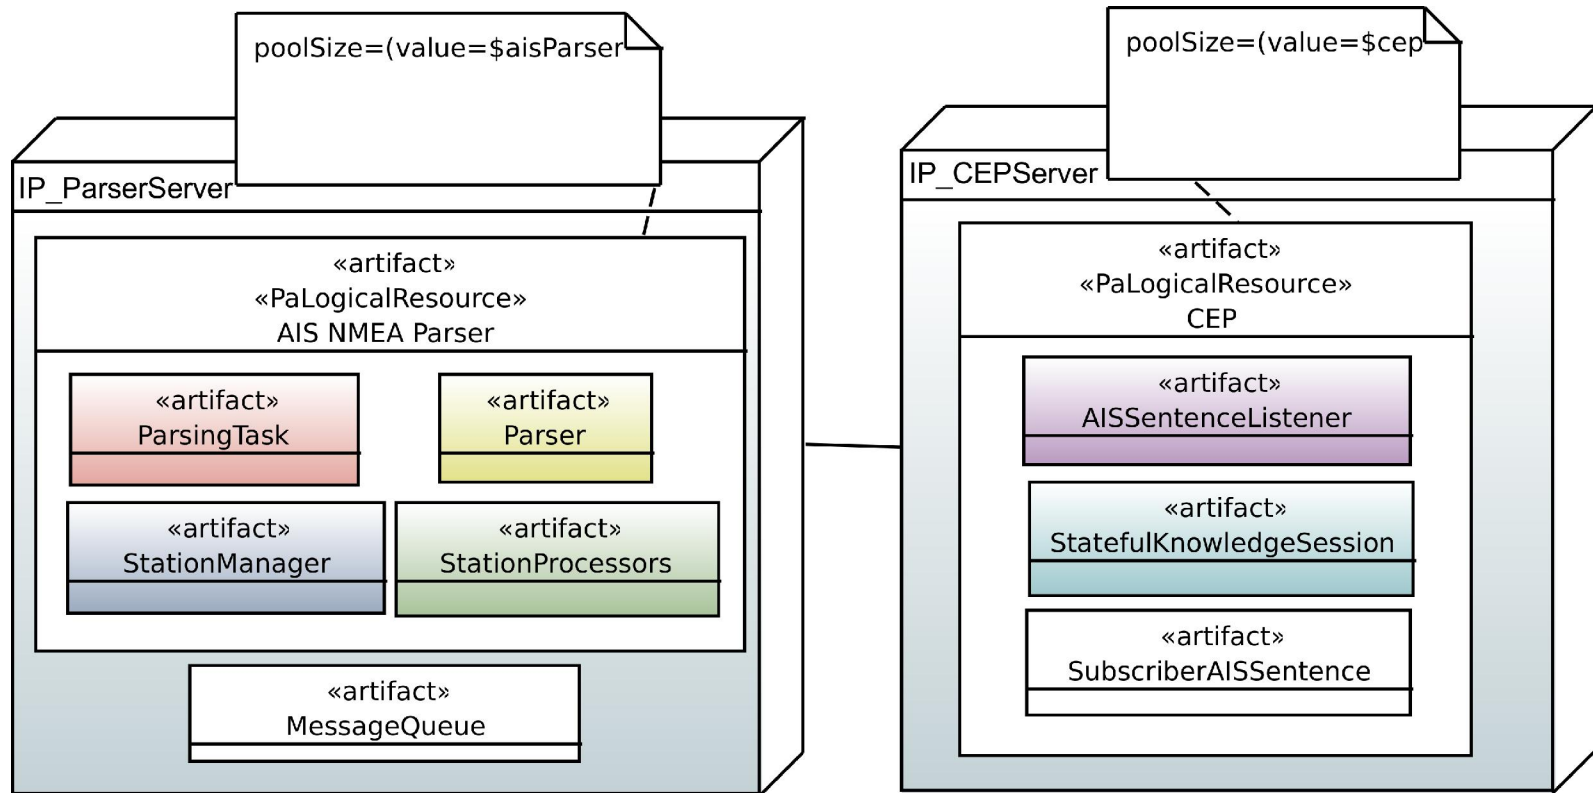 poolSize=(value=$aisParser
IP_ParserServer
«artifact»
«PaLogicalResource»
AIS NMEA Parser
«artifact»
ParsingTask
«artifact»
Parser
«artifact»
StationManager
«artifact»
StationProcessors
«artifact»
MessageQueue
poolSize=(value=$cep
IP_CEPServer
«artifact»
«PaLogicalResource»
CEP
«artifact»
AISSentenceListener
«artifact»
StatefulKnowledgeSession
«artifact»
SubscriberAISSentence